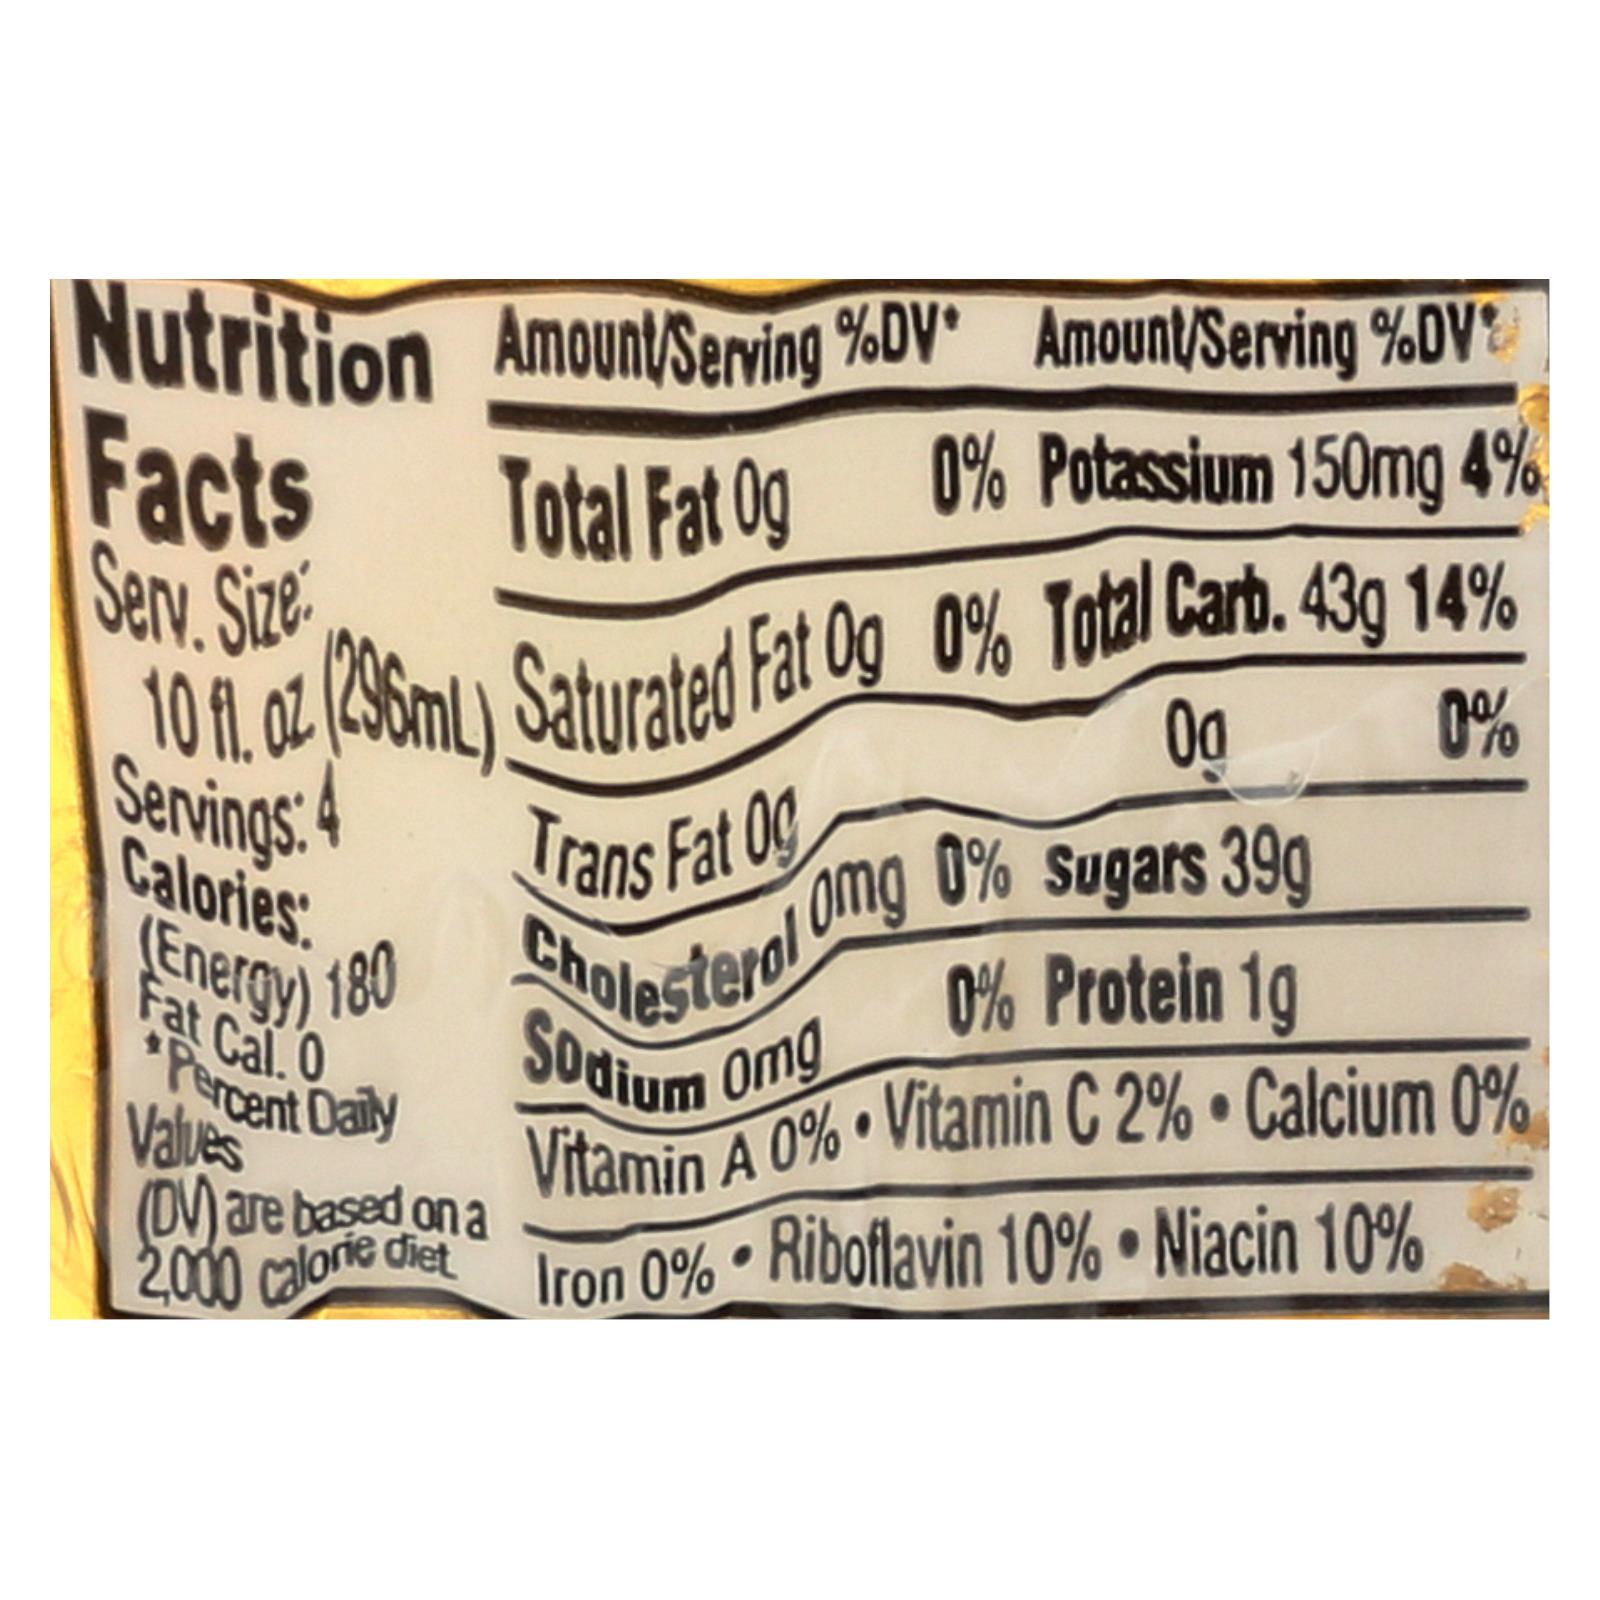 Nutrition
Facts
Serv. Size:
10 fl. oz (296mL)
Servings: 4
Calories:
(Energy) 180
Fat Cal. 0
*Percent Daily
Values
(DV) are based on a
2,000 calorie diet.
Amount/Serving %DV* Amount/Serving %DV*
Total Fat 0g 0% Potassium 150mg 4%
Saturated Fat 0g 0% Total Carb. 43g 14%
Trans Fat 0g 0g 0%
Cholesterol 0mg 0% Sugars 39g
Sodium 0mg 0% Protein 1g
Vitamin A 0% • Vitamin C 2% • Calcium 0%
Iron 0% • Riboflavin 10% • Niacin 10%